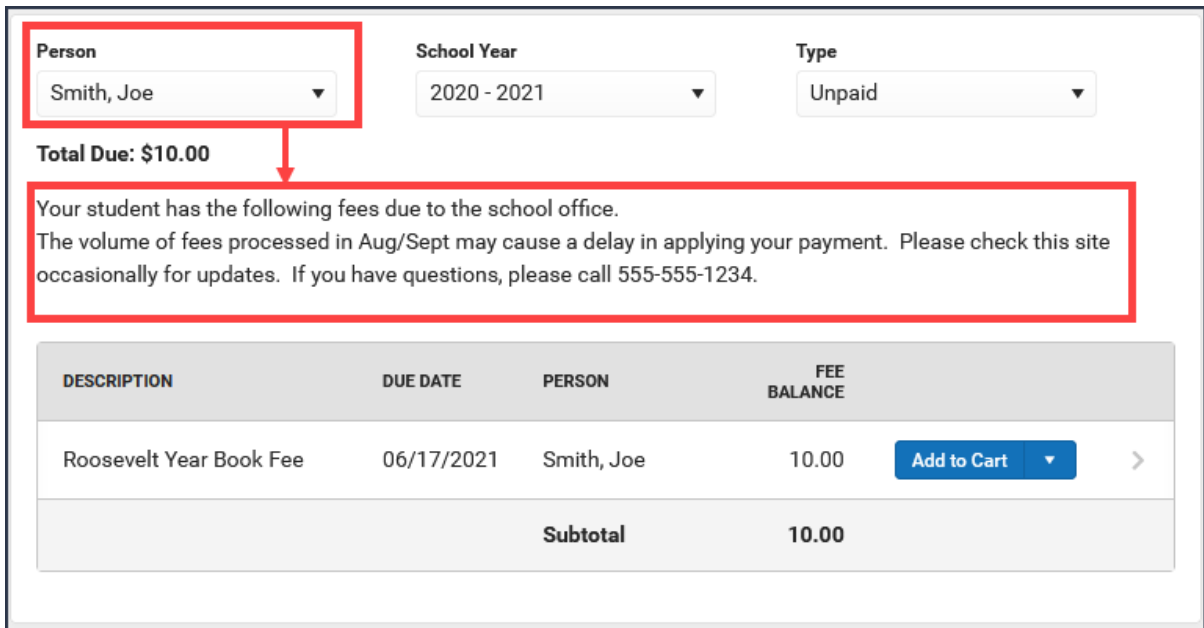 Person School Year Type
Smith, Joe 2020 - 2021 Unpaid
Total Due: $10.00
Your student has the following fees due to the school office.
The volume of fees processed in Aug/Sept may cause a delay in applying your payment.  Please check this site
occasionally for updates.  If you have questions, please call 555-555-1234.
DESCRIPTION DUE DATE PERSON FEE BALANCE
Roosevelt Year Book Fee 06/17/2021 Smith, Joe 10.00 Add to Cart
Subtotal 10.00